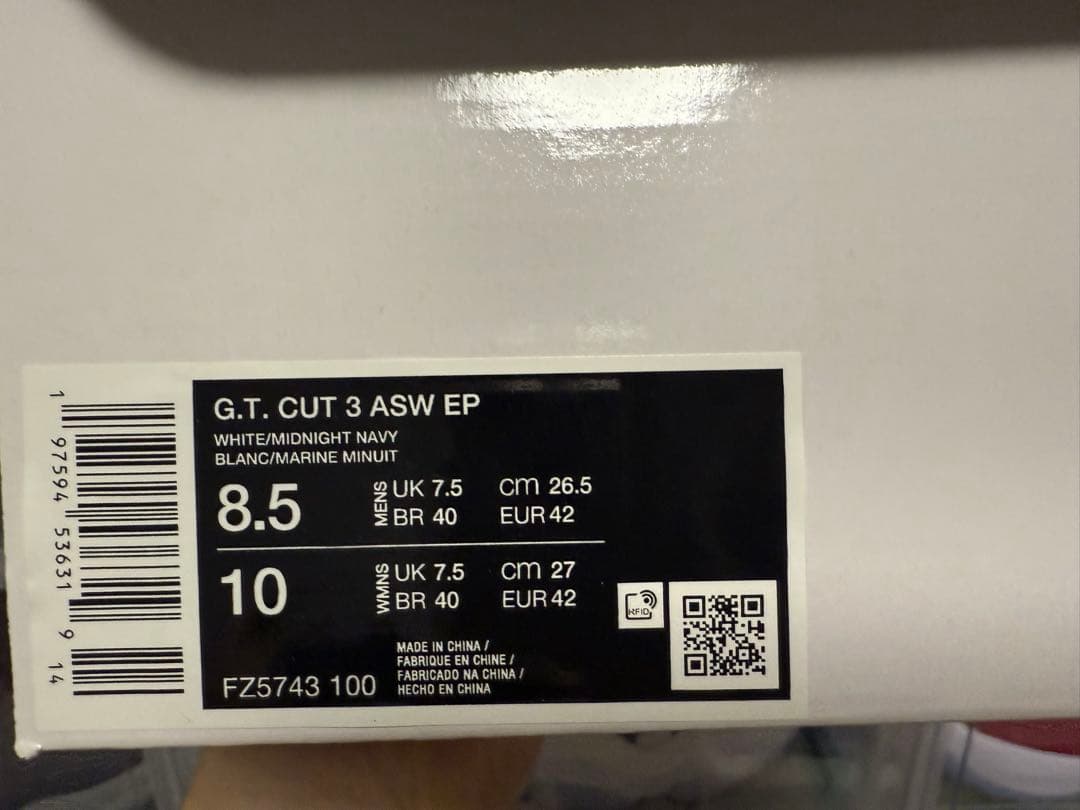 G.T. CUT 3 ASW EP
WHITE/MIDNIGHT NAVY
BLANC/MARINE MINUIT
8.5
MENS
UK 7.5 cm 26.5
BR 40 EUR 42
10
WMNS
UK 7.5 cm 27
BR 40 EUR 42
RFID
MADE IN CHINA /
FABRIQUE EN CHINE /
FABRICADO NA CHINA /
HECHO EN CHINA
FZ5743 100
1 97594 53631 9 14